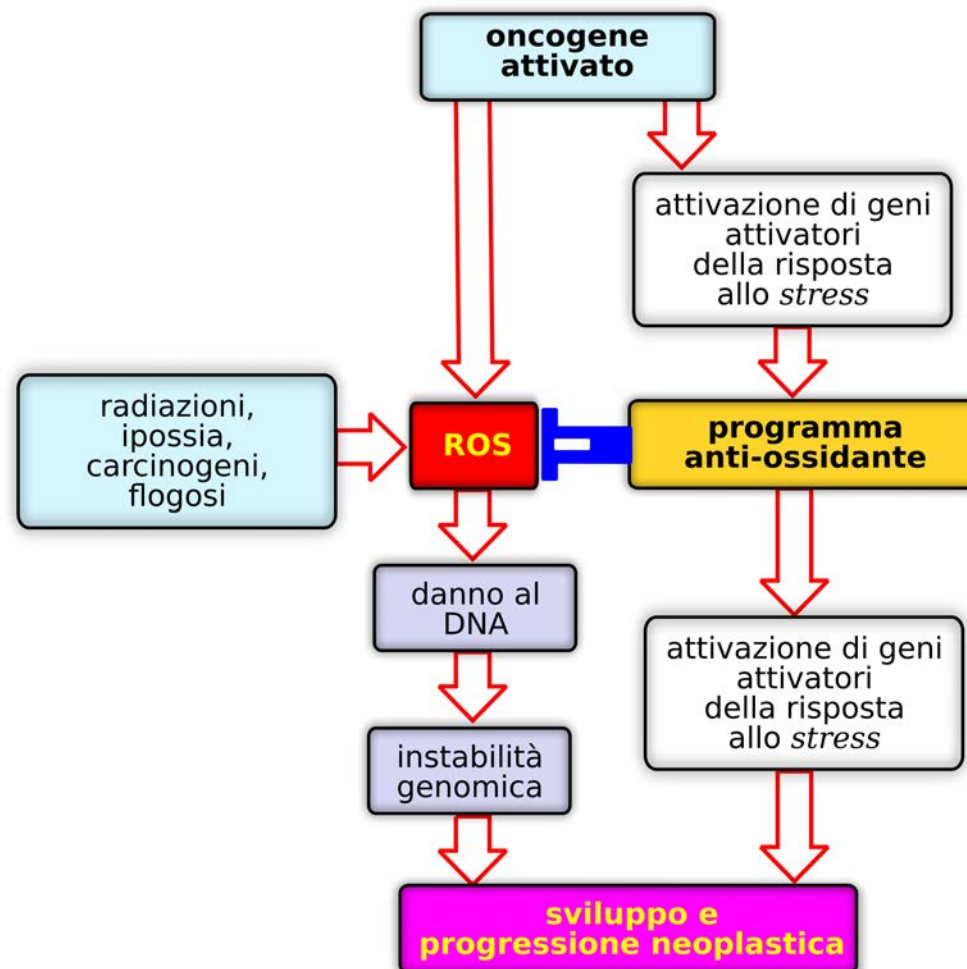 oncogene
attivato
attivazione di geni
attivatori
della risposta
allo stress
radiazioni,
ipossia,
carcinogeni,
flogosi
ROS
programma
anti-ossidante
danno al
DNA
attivazione di geni
attivatori
della risposta
allo stress
instabilità
genomica
sviluppo e
progressione neoplastica